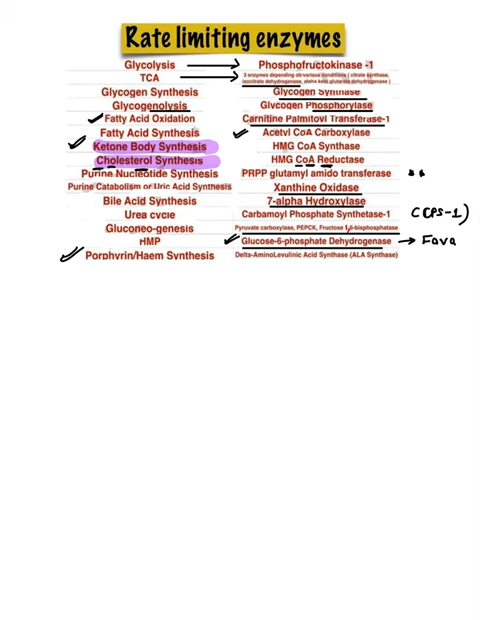 Rate limiting enzymes
Glycolysis Phosphofructokinase -1
TCA 3 enzymes depending on various conditions ( citrate synthase, isocitrate dehydrogenase, alpha keto glutarate dehydrogenase )
Glycogen Synthesis Glycogen Synthase
Glycogenolysis Glycogen Phosphorylase
Fatty Acid Oxidation Carnitine Palmitoyl Transferase-1
Fatty Acid Synthesis Acetyl CoA Carboxylase
Ketone Body Synthesis HMG CoA Synthase
Cholesterol Synthesis HMG CoA Reductase
Purine Nucleotide Synthesis PRPP glutamyl amido transferase
Purine Catabolism or Uric Acid Synthesis Xanthine Oxidase
Bile Acid Synthesis 7-alpha Hydroxylase
Urea cycle Carbamoyl Phosphate Synthetase-1 (CPS-1)
Gluconeo-genesis Pyruvate carboxylase, PEPCK, Fructose 1,6-bisphosphatase
HMP Glucose-6-phosphate Dehydrogenase → Fava
Porphyrin/Haem Synthesis Delta-AminoLevulinic Acid Synthase (ALA Synthase)